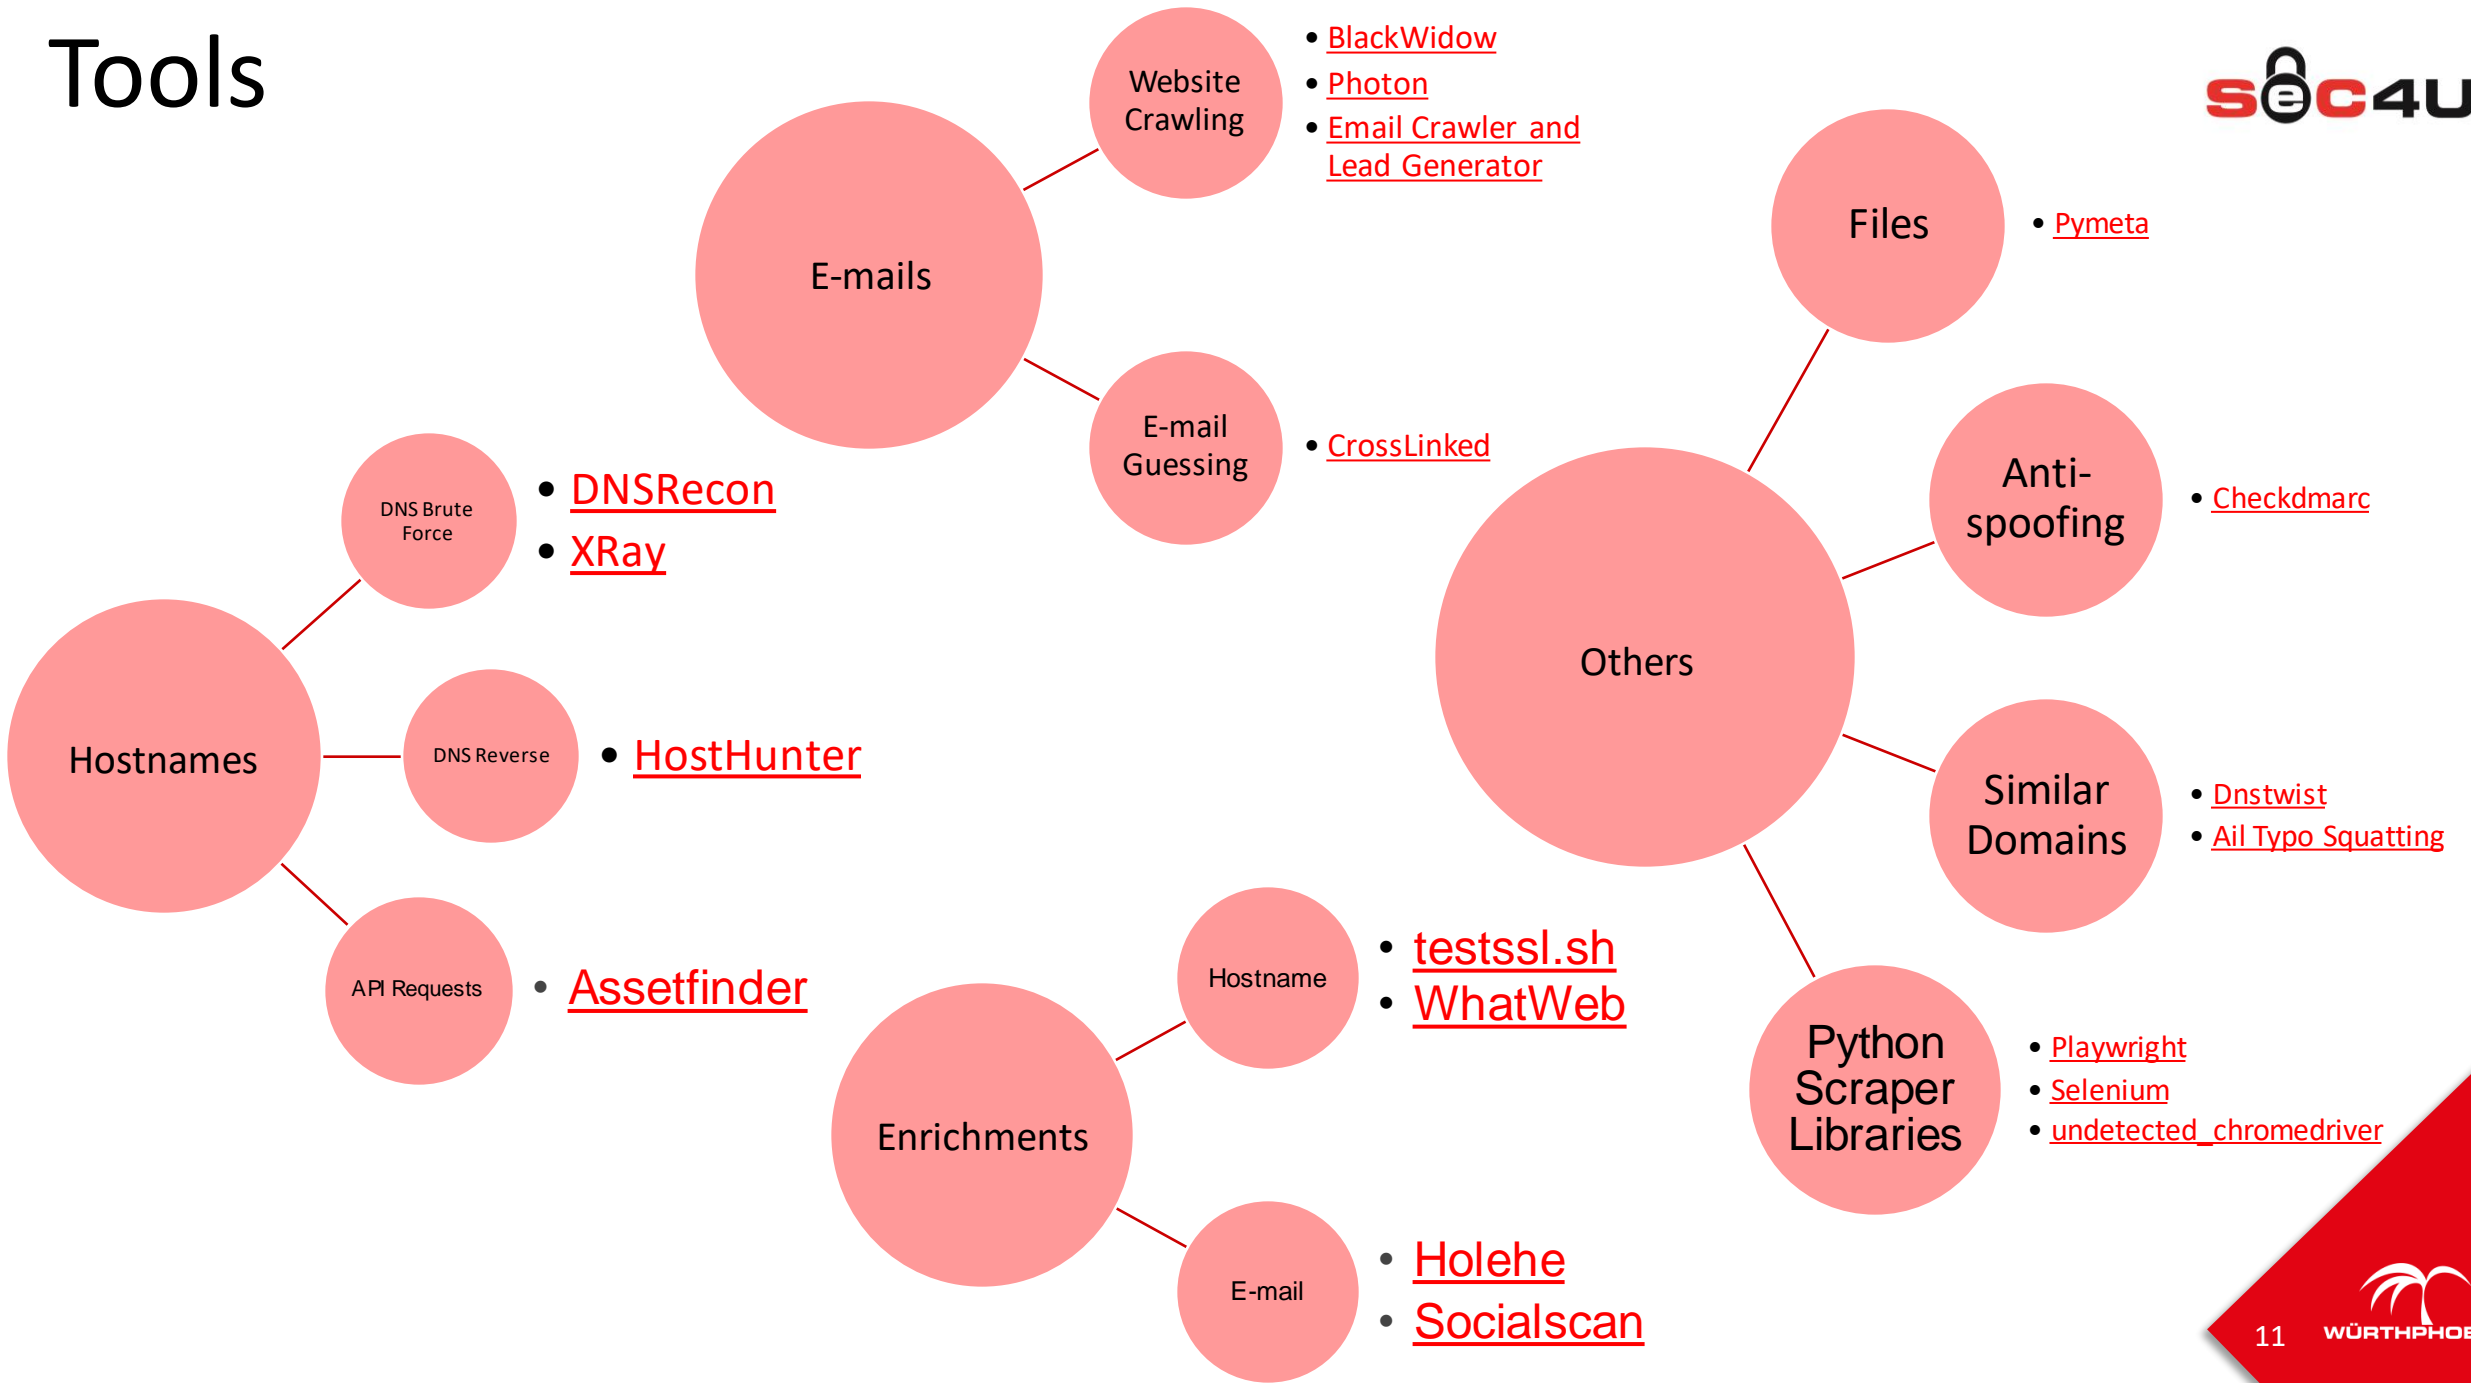 Tools
sec4U
E-mails
Website
Crawling
• BlackWidow
• Photon
• Email Crawler and
Lead Generator
E-mail
Guessing
• CrossLinked
Hostnames
DNS Brute
Force
• DNSRecon
• XRay
DNS Reverse
• HostHunter
API Requests
• Assetfinder
Enrichments
Hostname
• testssl.sh
• WhatWeb
E-mail
• Holehe
• Socialscan
Others
Files
• Pymeta
Anti-
spoofing
• Checkdmarc
Similar
Domains
• Dnstwist
• Ail Typo Squatting
Python
Scraper
Libraries
• Playwright
• Selenium
• undetected_chromedriver
11